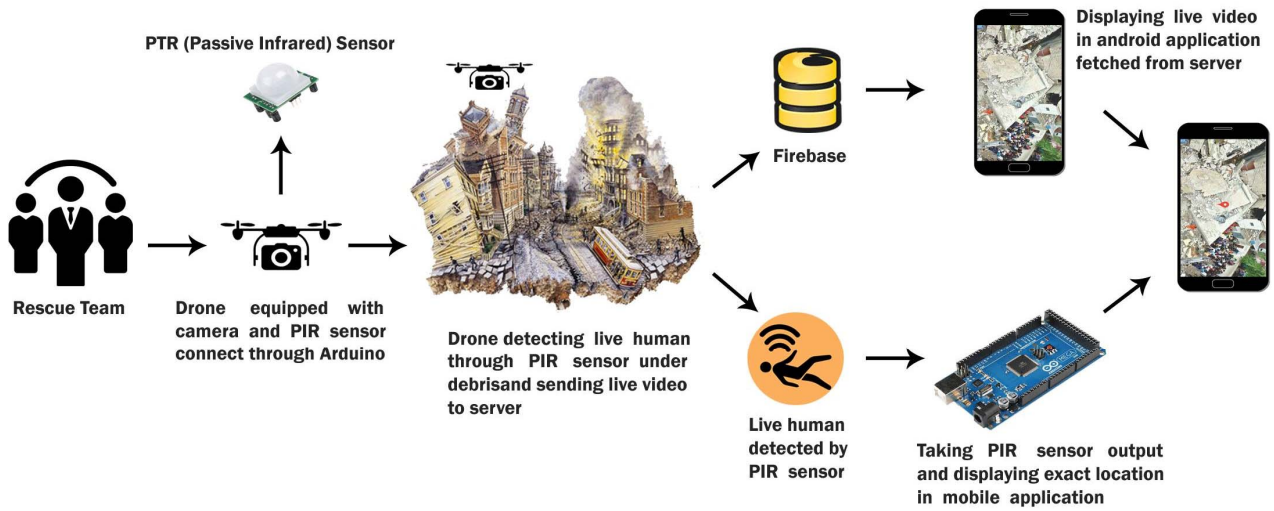 PTR (Passive Infrared) Sensor
Rescue Team
Drone equipped with
camera and PIR sensor
connect through Arduino
Drone detecting live human
through PIR sensor under
debrisand sending live video
to server
Firebase
Displaying live video
in android application
fetched from server
Live human
detected by
PIR sensor
Taking PIR sensor output
and displaying exact location
in mobile application